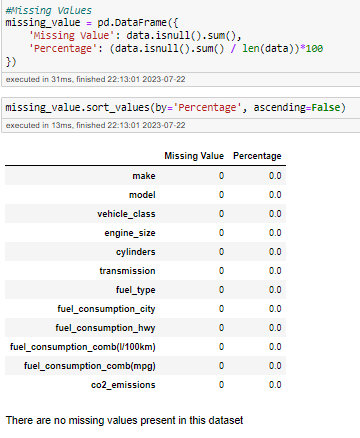 #Missing Values
missing_value = pd.DataFrame({
    'Missing Value': data.isnull().sum(),
    'Percentage': (data.isnull().sum() / len(data))*100
})
executed in 31ms, finished 22:13:01 2023-07-22
missing_value.sort_values(by='Percentage', ascending=False)
executed in 13ms, finished 22:13:01 2023-07-22
Missing Value Percentage
make 0 0.0
model 0 0.0
vehicle_class 0 0.0
engine_size 0 0.0
cylinders 0 0.0
transmission 0 0.0
fuel_type 0 0.0
fuel_consumption_city 0 0.0
fuel_consumption_hwy 0 0.0
fuel_consumption_comb(l/100km) 0 0.0
fuel_consumption_comb(mpg) 0 0.0
co2_emissions 0 0.0
There are no missing values present in this dataset